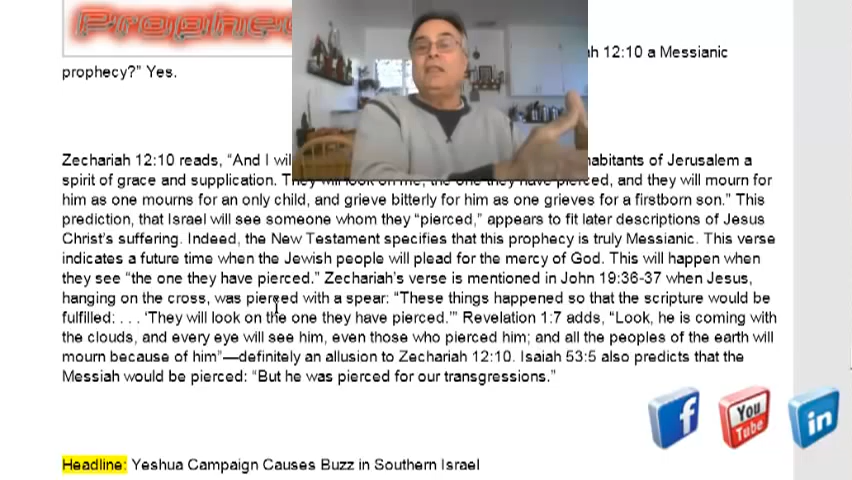 Prophe
h 12:10 a Messianic
prophecy?” Yes.
Zechariah 12:10 reads, “And I wil habitants of Jerusalem a
spirit of grace and supplication. They will look on me, the one they have pierced, and they will mourn for
him as one mourns for an only child, and grieve bitterly for him as one grieves for a firstborn son.” This
prediction, that Israel will see someone whom they “pierced,” appears to fit later descriptions of Jesus
Christ’s suffering. Indeed, the New Testament specifies that this prophecy is truly Messianic. This verse
indicates a future time when the Jewish people will plead for the mercy of God. This will happen when
they see “the one they have pierced.” Zechariah’s verse is mentioned in John 19:36-37 when Jesus,
hanging on the cross, was pierced with a spear: “These things happened so that the scripture would be
fulfilled: . . . ‘They will look on the one they have pierced.’” Revelation 1:7 adds, “Look, he is coming with
the clouds, and every eye will see him, even those who pierced him; and all the peoples of the earth will
mourn because of him”—definitely an allusion to Zechariah 12:10. Isaiah 53:5 also predicts that the
Messiah would be pierced: “But he was pierced for our transgressions.”
f You Tube in
Headline: Yeshua Campaign Causes Buzz in Southern Israel